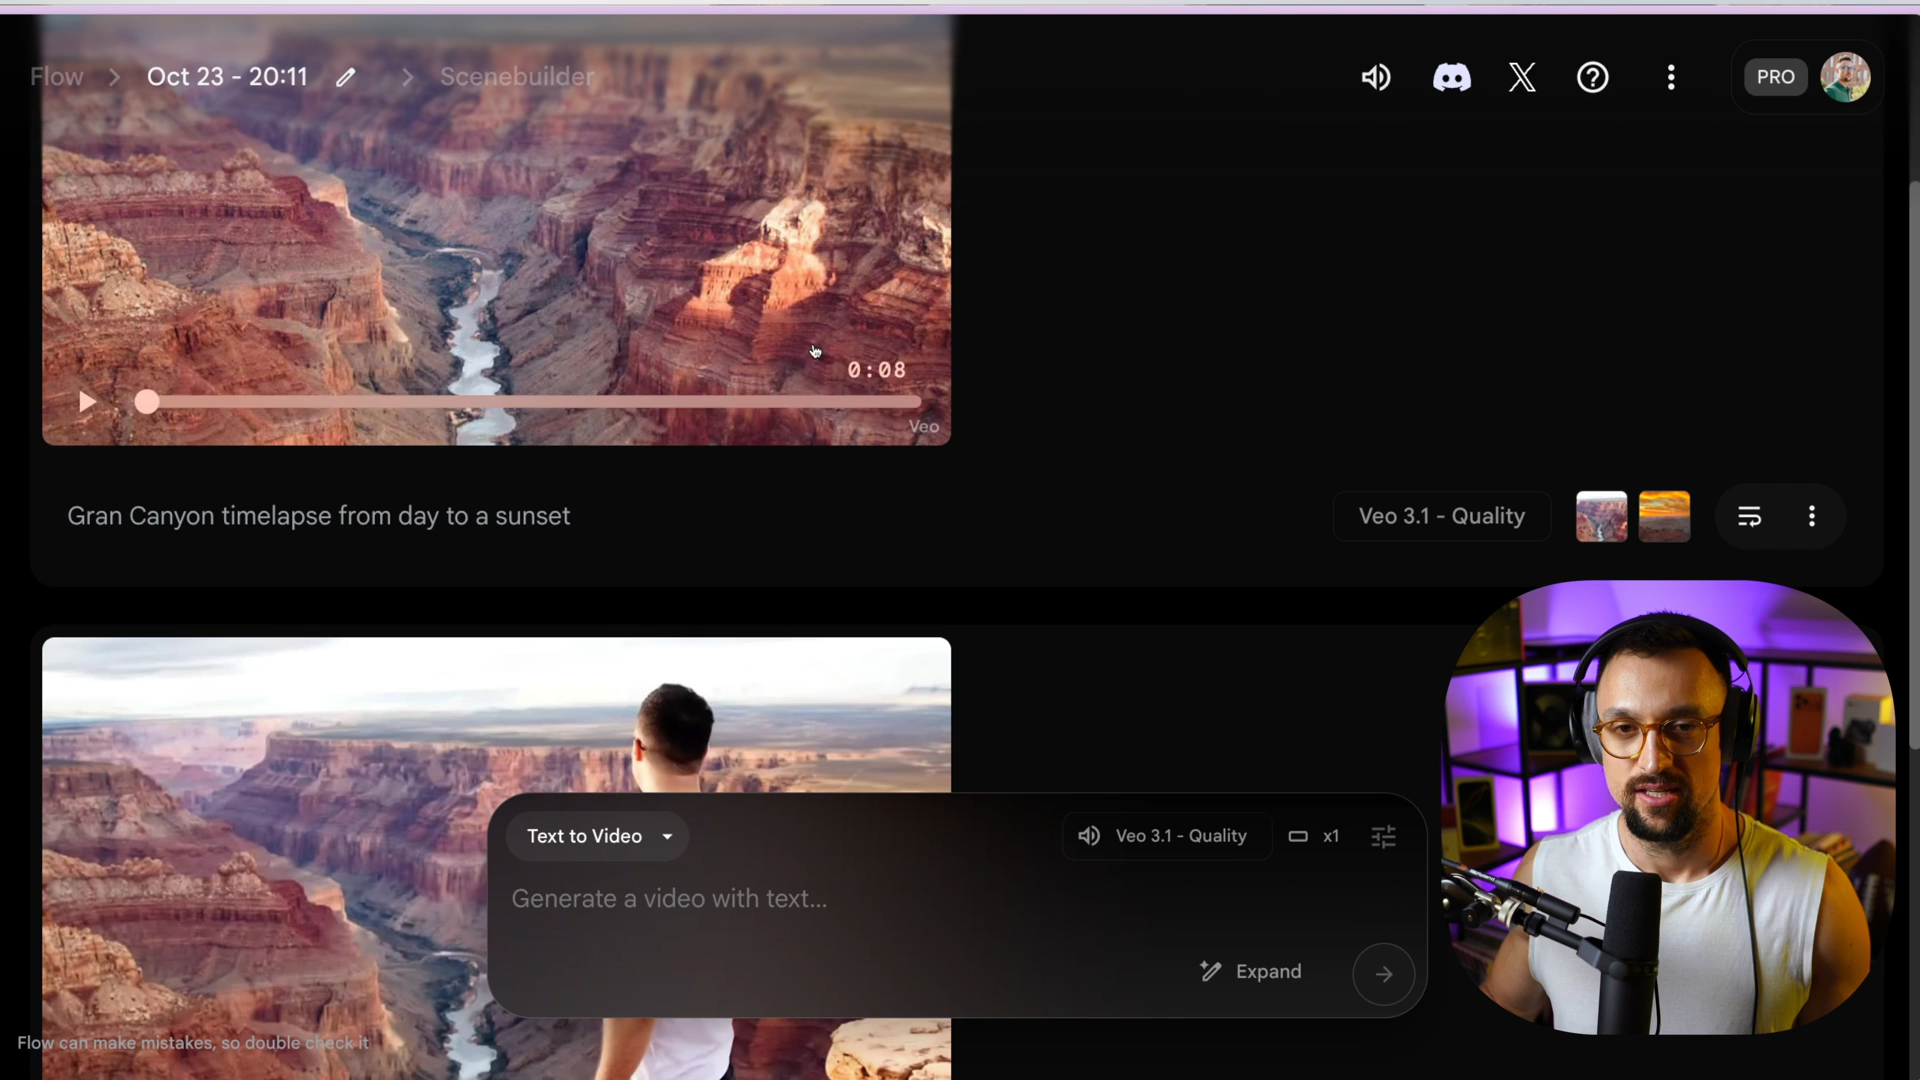 Flow
Oct 23 - 20:11
Scenebuilder
PRO
0:08
Veo
Gran Canyon timelapse from day to a sunset
Veo 3.1 - Quality
Text to Video
Veo 3.1 - Quality
x1
Generate a video with text...
Expand
Flow can make mistakes, so double check it